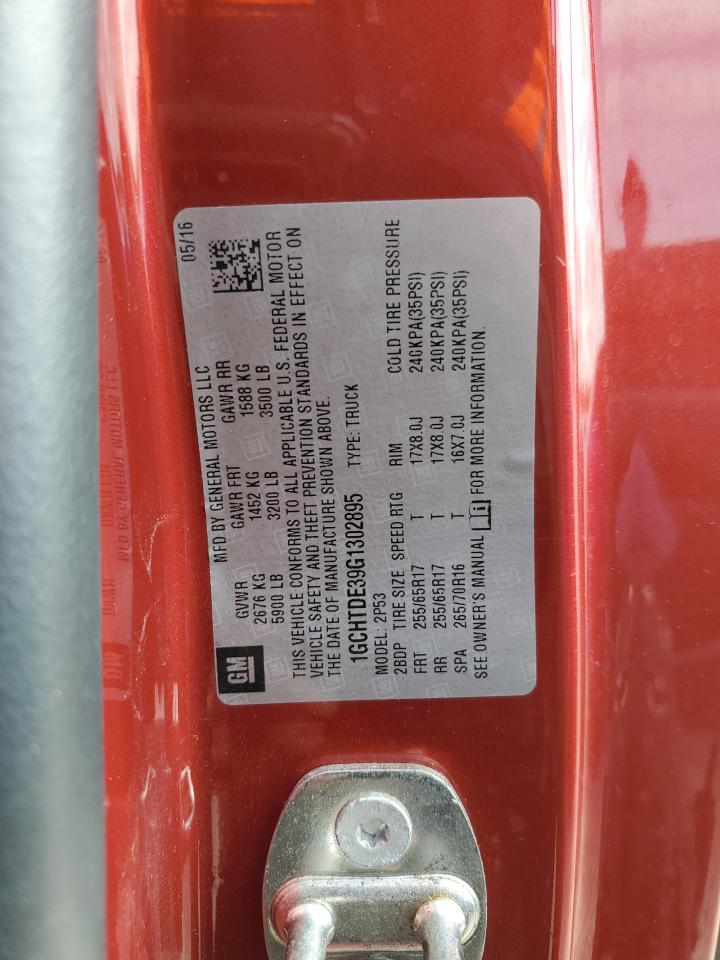 MFD BY GENERAL MOTORS LLC 05/16
GM
GVWR GAWR FRT GAWR RR
2676 KG 1452 KG 1588 KG
5900 LB 3200 LB 3500 LB
THIS VEHICLE CONFORMS TO ALL APPLICABLE U.S. FEDERAL MOTOR
VEHICLE SAFETY AND THEFT PREVENTION STANDARDS IN EFFECT ON
THE DATE OF MANUFACTURE SHOWN ABOVE.
1GCHTDE39G1302895 TYPE: TRUCK
MODEL: 2P53
2BDP TIRE SIZE SPEED RTG RIM COLD TIRE PRESSURE
FRT 255/65R17 T 17X8.0J 240KPA(35PSI)
RR 255/65R17 T 17X8.0J 240KPA(35PSI)
SPA 265/70R16 T 16X7.0J 240KPA(35PSI)
SEE OWNER'S MANUAL i FOR MORE INFORMATION.